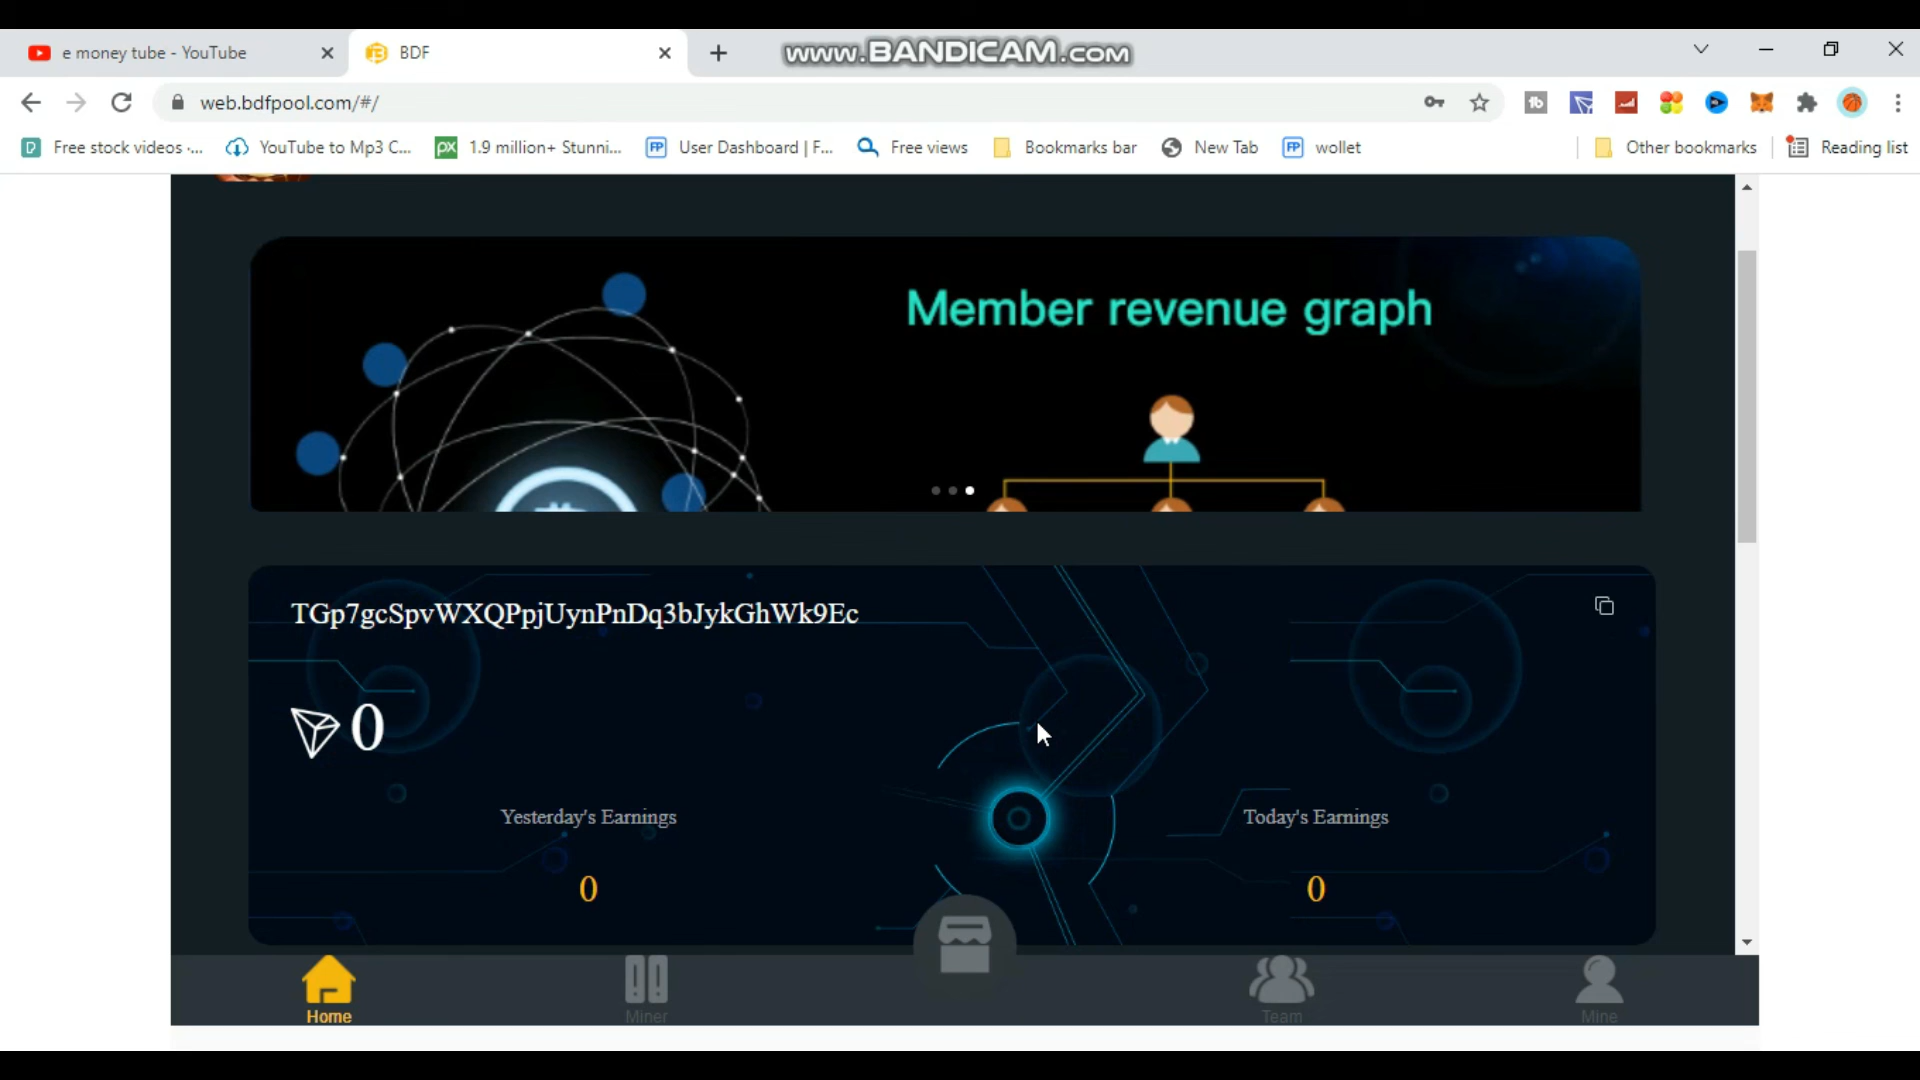 e money tube - YouTube
BDF
www.BANDICAM.com
web.bdfpool.com/#/
Free stock videos ·...
YouTube to Mp3 C...
1.9 million+ Stunni...
User Dashboard | F...
Free views
Bookmarks bar
New Tab
wollet
Other bookmarks
Reading list
Member revenue graph
TGp7gcSpvWXQPpjUynPnDq3bJykGhWk9Ec
0
Yesterday's Earnings
Today's Earnings
0
0
Home
Miner
Team
Mine